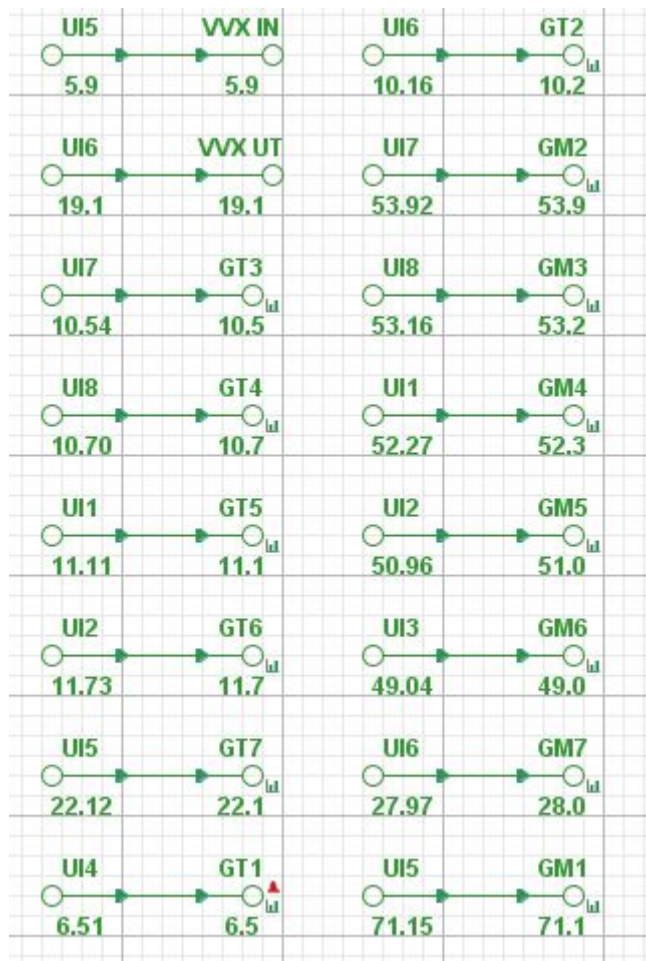 UI5 VVX IN UI6 GT2
5.9 5.9 10.16 10.2
UI6 VVX UT UI7 GM2
19.1 19.1 53.92 53.9
UI7 GT3 UI8 GM3
10.54 10.5 53.16 53.2
UI8 GT4 UI1 GM4
10.70 10.7 52.27 52.3
UI1 GT5 UI2 GM5
11.11 11.1 50.96 51.0
UI2 GT6 UI3 GM6
11.73 11.7 49.04 49.0
UI5 GT7 UI6 GM7
22.12 22.1 27.97 28.0
UI4 GT1 UI5 GM1
6.51 6.5 71.15 71.1